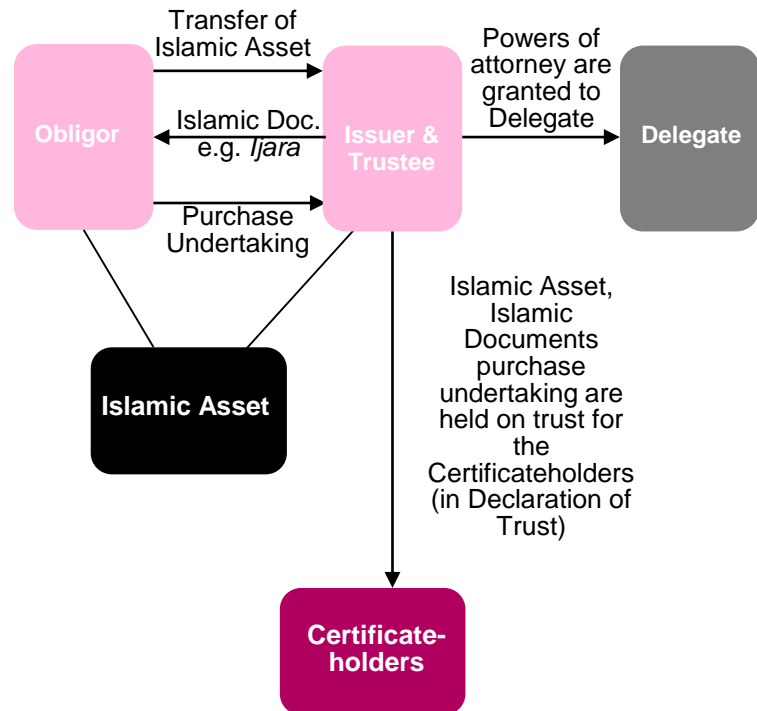 Transfer of
Islamic Asset
Obligor
Islamic Doc.
e.g. Ijara
Purchase
Undertaking
Issuer &
Trustee
Powers of
attorney are
granted to
Delegate
Delegate
Islamic Asset
Islamic Asset,
Islamic
Documents
purchase
undertaking are
held on trust for
the
Certificateholders
(in Declaration of
Trust)
Certificate-
holders